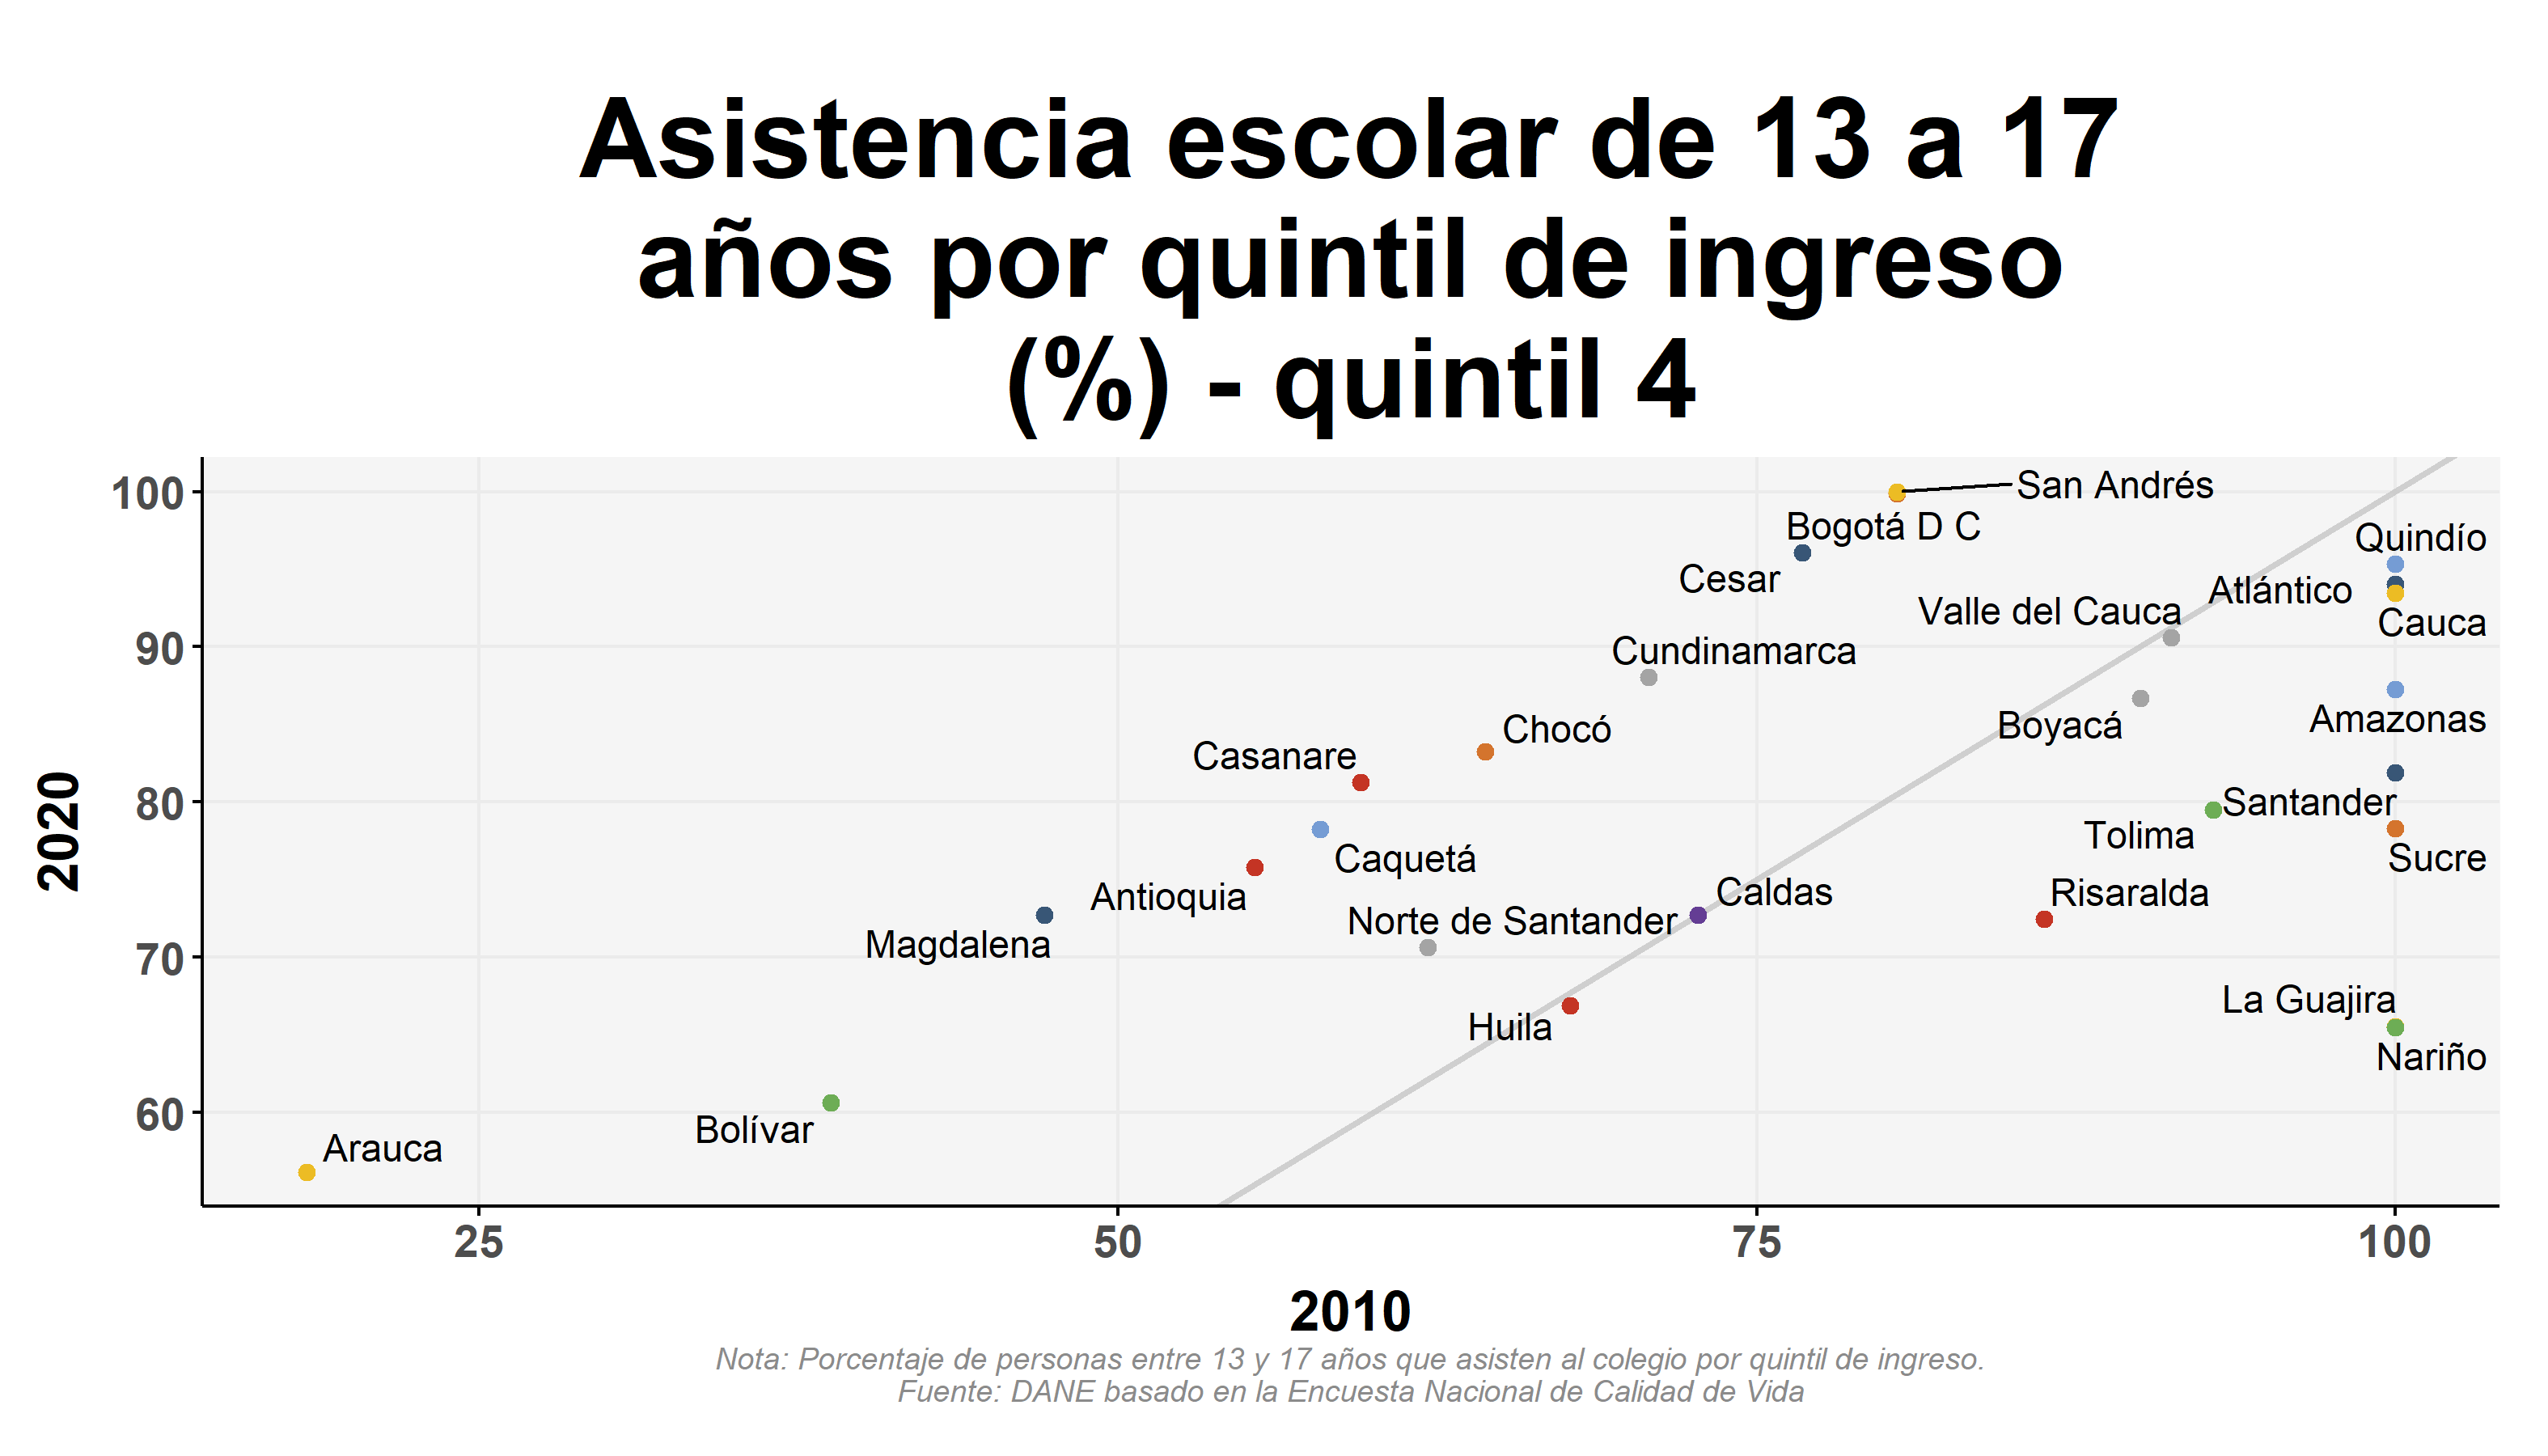 Asistencia escolar de 13 a 17
años por quintil de ingreso
(%) - quintil 4
100
San Andrés
Bogotá D C
Quindío
Cesar
Atlántico
Valle del Cauca
Cauca
90
Cundinamarca
Amazonas
Boyacá
Chocó
Casanare
80
Santander
Tolima
Caquetá
Sucre
Antioquia
Caldas
Risaralda
Norte de Santander
Magdalena
70
La Guajira
Huila
Nariño
60
Bolívar
Arauca
2020
25
50
75
100
2010
Nota: Porcentaje de personas entre 13 y 17 años que asisten al colegio por quintil de ingreso.
Fuente: DANE basado en la Encuesta Nacional de Calidad de Vida